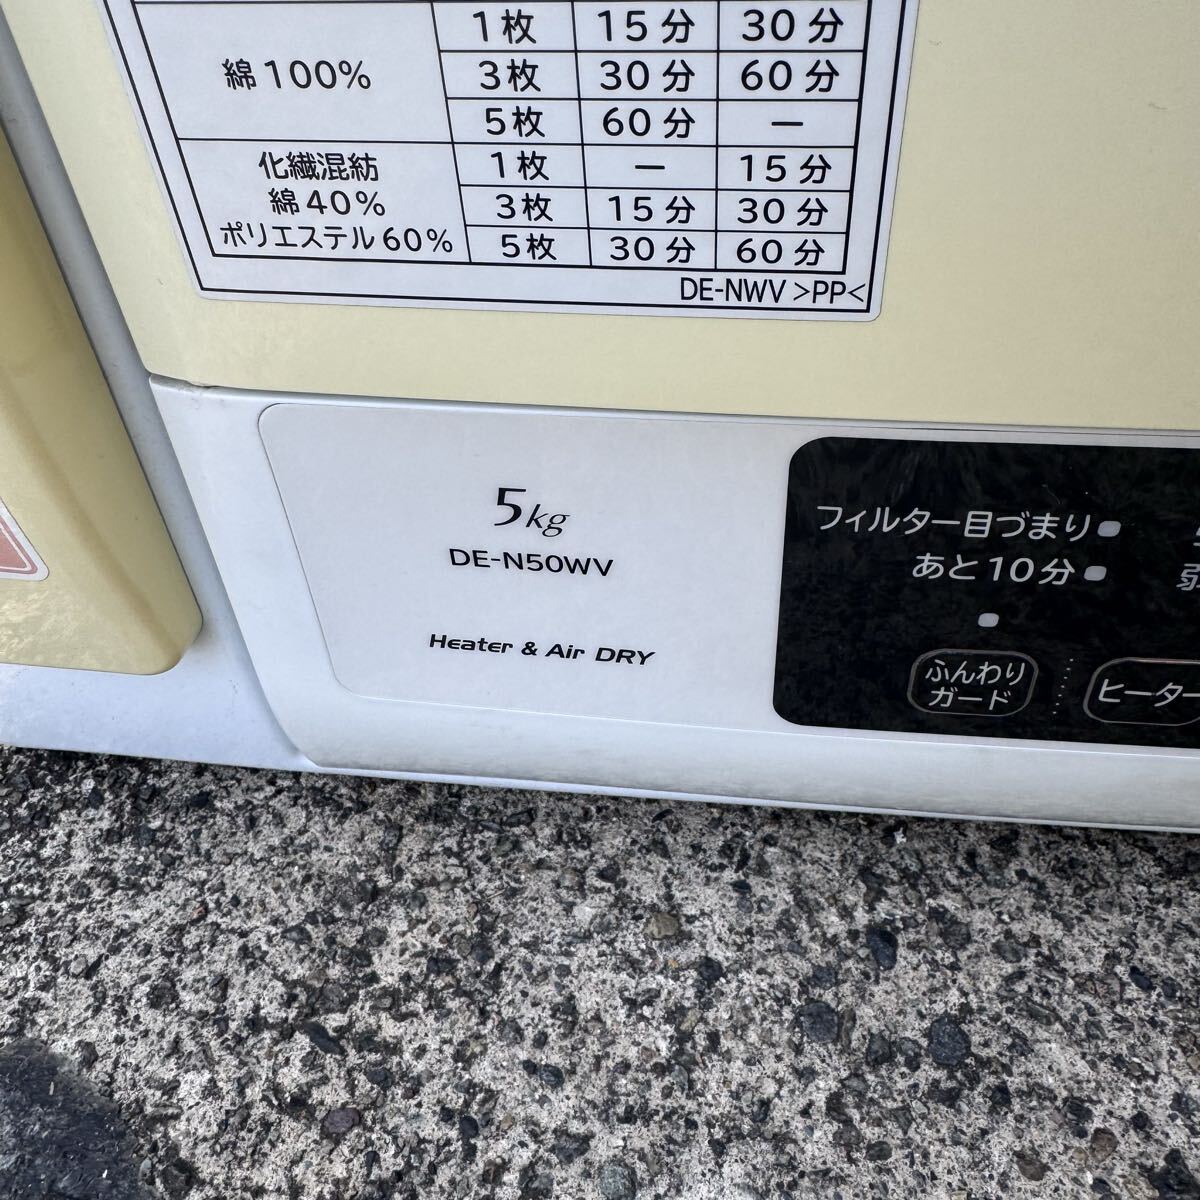 綿100% 1枚 15分 30分
3枚 30分 60分
5枚 60分 ー
化繊混紡
綿40%
ポリエステル60%
1枚 ー 15分
3枚 15分 30分
5枚 30分 60分
DE-NWV >PP<
5kg
DE-N50WV
Heater & Air DRY
フィルター目づまり
あと10分
弱
ふんわり
ガード
ヒーター